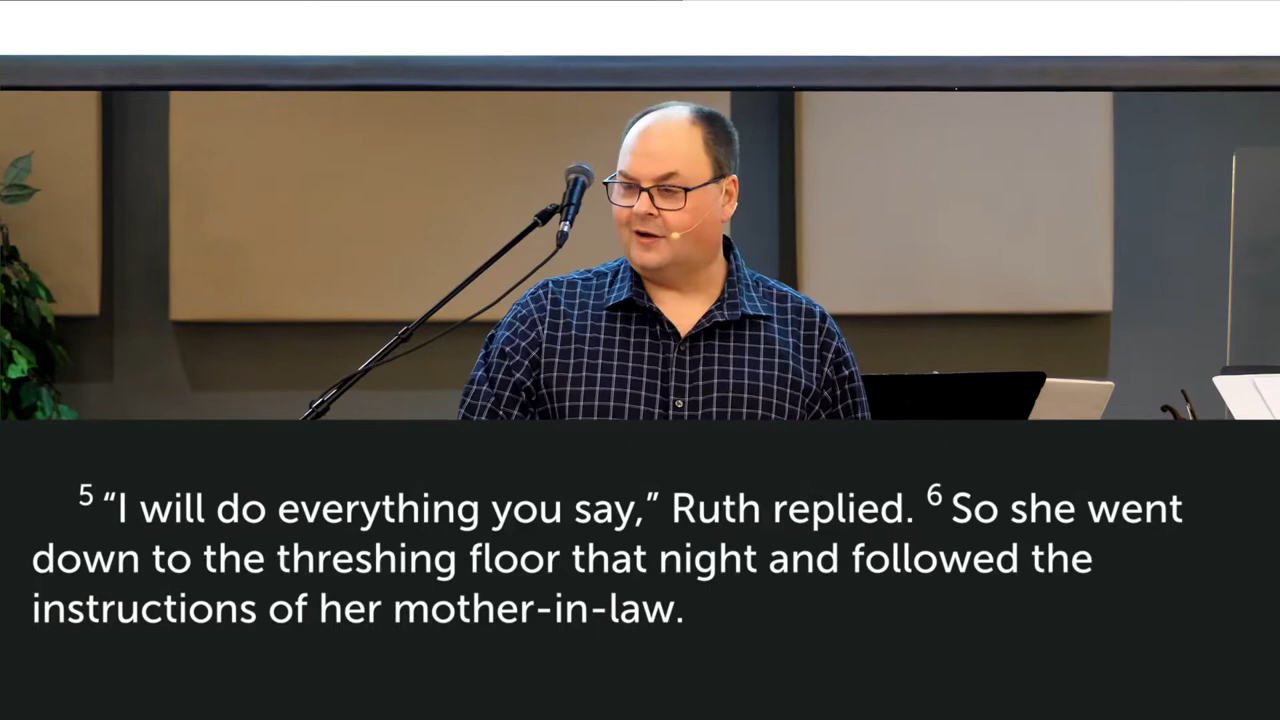 5 “I will do everything you say,” Ruth replied. 6 So she went
down to the threshing floor that night and followed the
instructions of her mother-in-law.